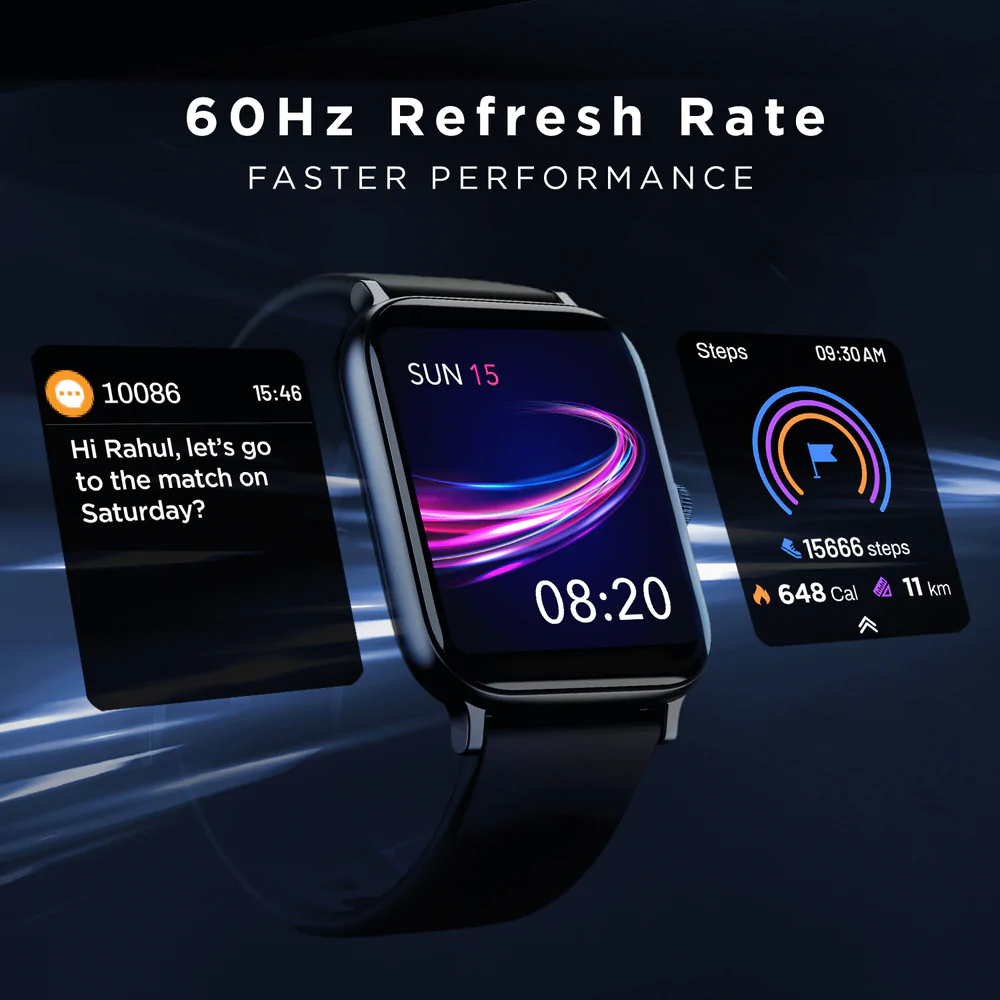 60Hz Refresh Rate
FASTER PERFORMANCE
10086 15:46
Hi Rahul, let's go
to the match on
Saturday?
SUN 15
08:20
Steps 09:30 AM
15666 steps
648 Cal 11 km